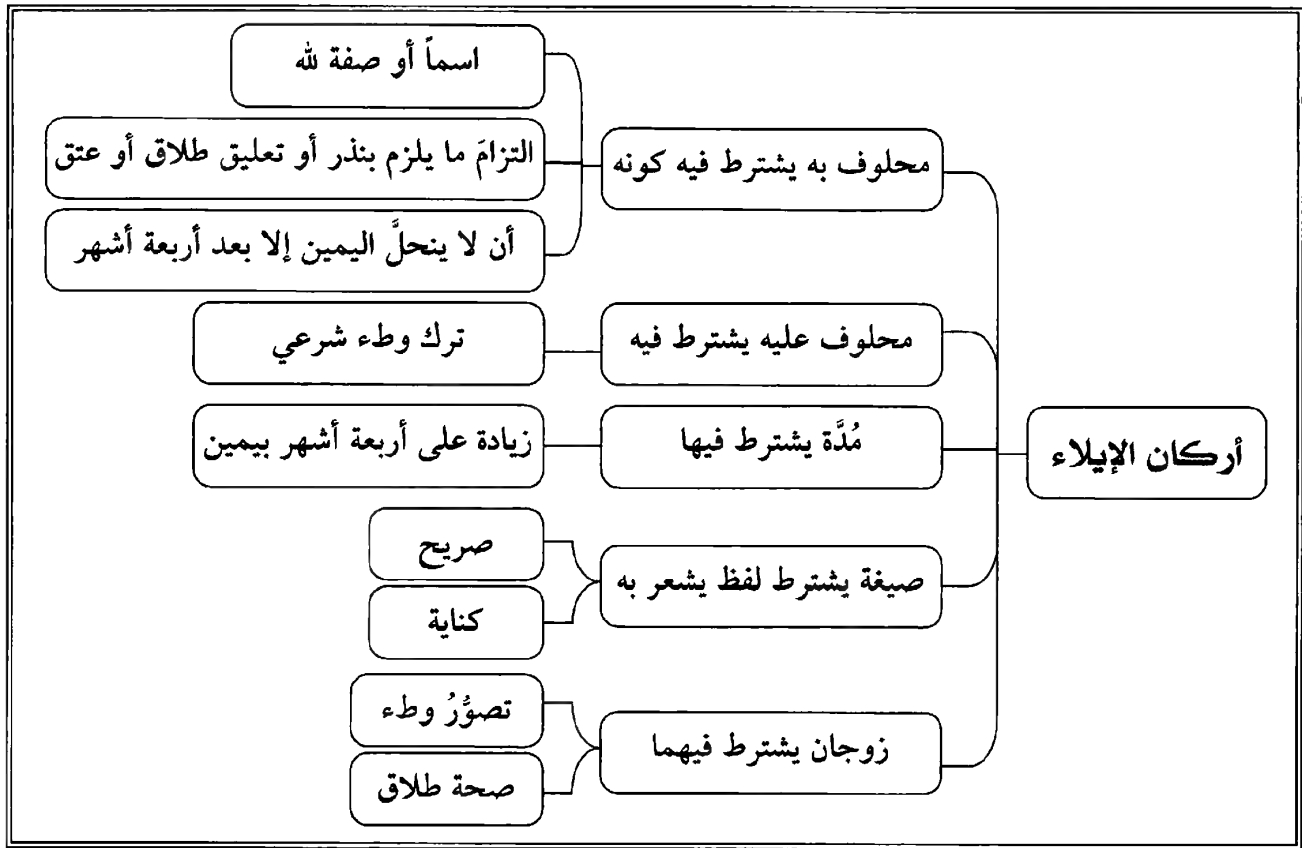 أركان الإيلاء
محلوف به يشترط فيه كونه
اسماً أو صفة لله
التزامَ ما يلزم بنذر أو تعليق طلاق أو عتق
أن لا ينحلَّ اليمين إلا بعد أربعة أشهر
محلوف عليه يشترط فيه
ترك وطء شرعي
مُدَّة يشترط فيها
زيادة على أربعة أشهر بيمين
صيغة يشترط لفظ يشعر به
صريح
كناية
زوجان يشترط فيهما
تصوُّرُ وطء
صحة طلاق